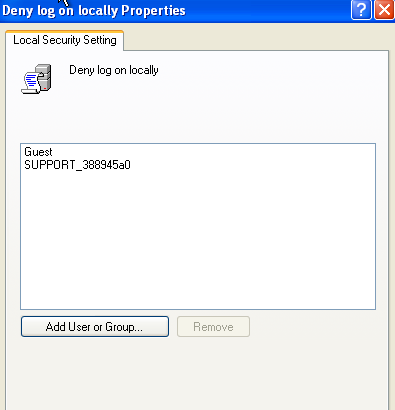 Deny log on locally Properties
Local Security Setting
Deny log on locally
Guest
SUPPORT_388945a0
Add User or Group...
Remove